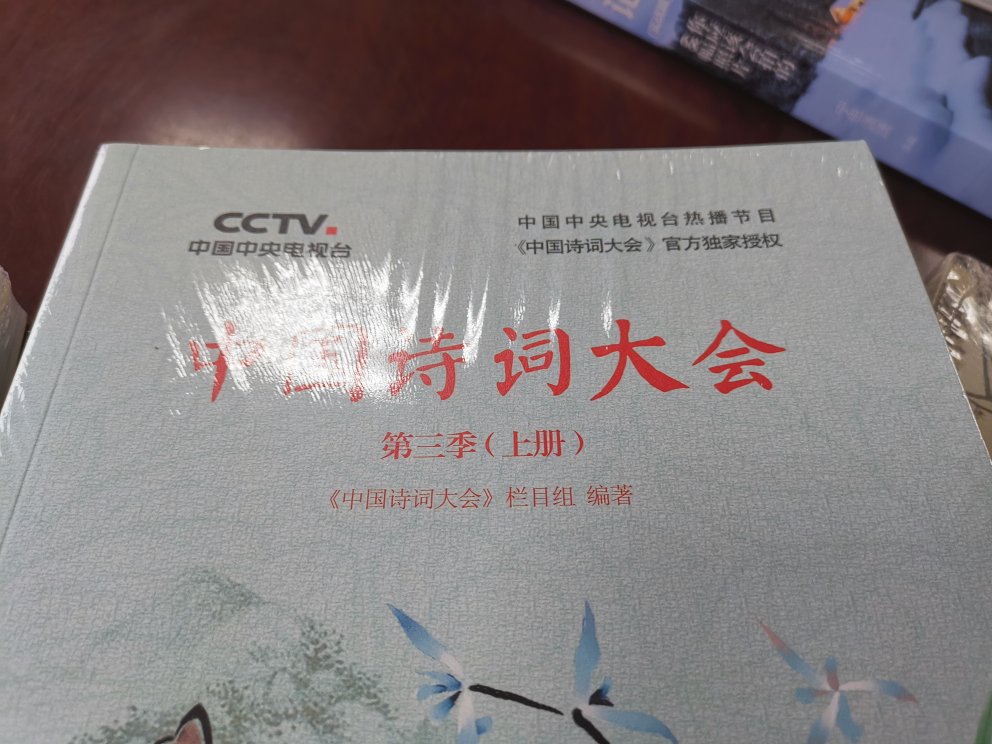 CCTV.
中国中央电视台
中国中央电视台热播节目
《中国诗词大会》官方独家授权
中国诗词大会
第三季(上册)
《中国诗词大会》栏目组 编著